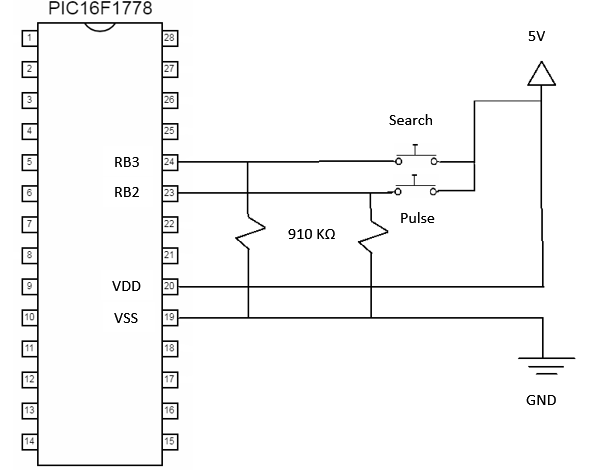 PIC16F1778
1 28
2 27
3 26
4 25
5 RB3 24
6 RB2 23
7 22
8 21
9 VDD 20
10 VSS 19
11 18
12 17
13 16
14 15
5V
Search
Pulse
910 KΩ
GND